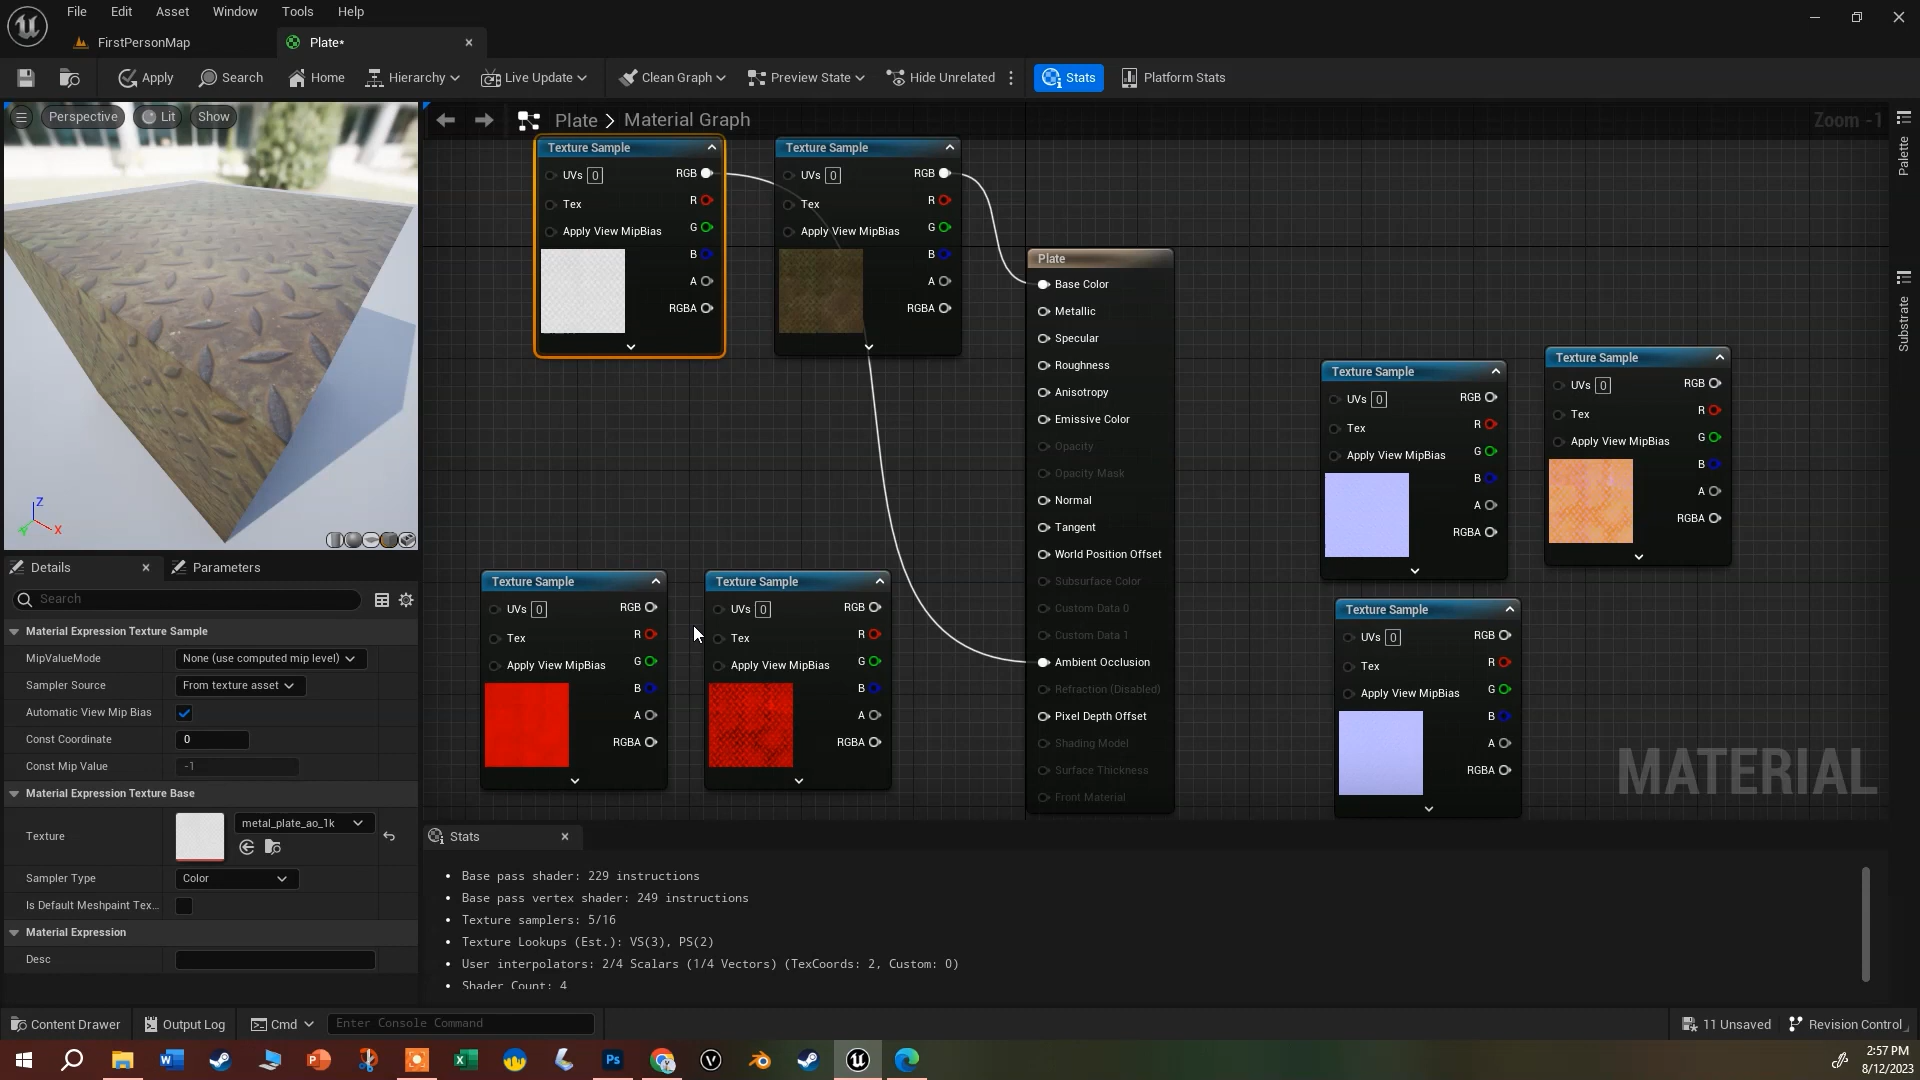 File Edit Asset Window Tools Help
FirstPersonMap
Plate*
Apply Search Home Hierarchy Live Update Clean Graph Preview State Hide Unrelated Stats Platform Stats
Perspective Lit Show
Plate > Material Graph
Zoom -1
Palette
Substrate
Texture Sample
UVs 0 RGB
R
Tex
G
Apply View MipBias
B
A
RGBA
Texture Sample
UVs 0 RGB
R
Tex
G
Apply View MipBias
B
A
RGBA
Plate
Base Color
Metallic
Specular
Roughness
Anisotropy
Emissive Color
Opacity
Opacity Mask
Normal
Tangent
World Position Offset
Subsurface Color
Custom Data 0
Custom Data 1
Ambient Occlusion
Refraction (Disabled)
Pixel Depth Offset
Shading Model
Surface Thickness
Front Material
Texture Sample
UVs 0 RGB
R
Tex
G
Apply View MipBias
B
A
RGBA
Texture Sample
UVs 0 RGB
R
Tex
G
Apply View MipBias
B
A
RGBA
Texture Sample
UVs 0 RGB
R
Tex
G
Apply View MipBias
B
A
RGBA
Texture Sample
UVs 0 RGB
R
Tex
G
Apply View MipBias
B
A
RGBA
Texture Sample
UVs 0 RGB
R
Tex
G
Apply View MipBias
B
A
RGBA
MATERIAL
Z
Y X
Details
Parameters
Search
Material Expression Texture Sample
MipValueMode None (use computed mip level)
Sampler Source From texture asset
Automatic View Mip Bias
Const Coordinate 0
Const Mip Value -1
Material Expression Texture Base
Texture metal_plate_ao_1k
Sampler Type Color
Is Default Meshpaint Tex...
Material Expression
Desc
Stats
Base pass shader: 229 instructions
Base pass vertex shader: 249 instructions
Texture samplers: 5/16
Texture Lookups (Est.): VS(3), PS(2)
User interpolators: 2/4 Scalars (1/4 Vectors) (TexCoords: 2, Custom: 0)
Shader Count: 4
Content Drawer Output Log Cmd Enter Console Command 11 Unsaved Revision Control
2:57 PM
8/12/2023